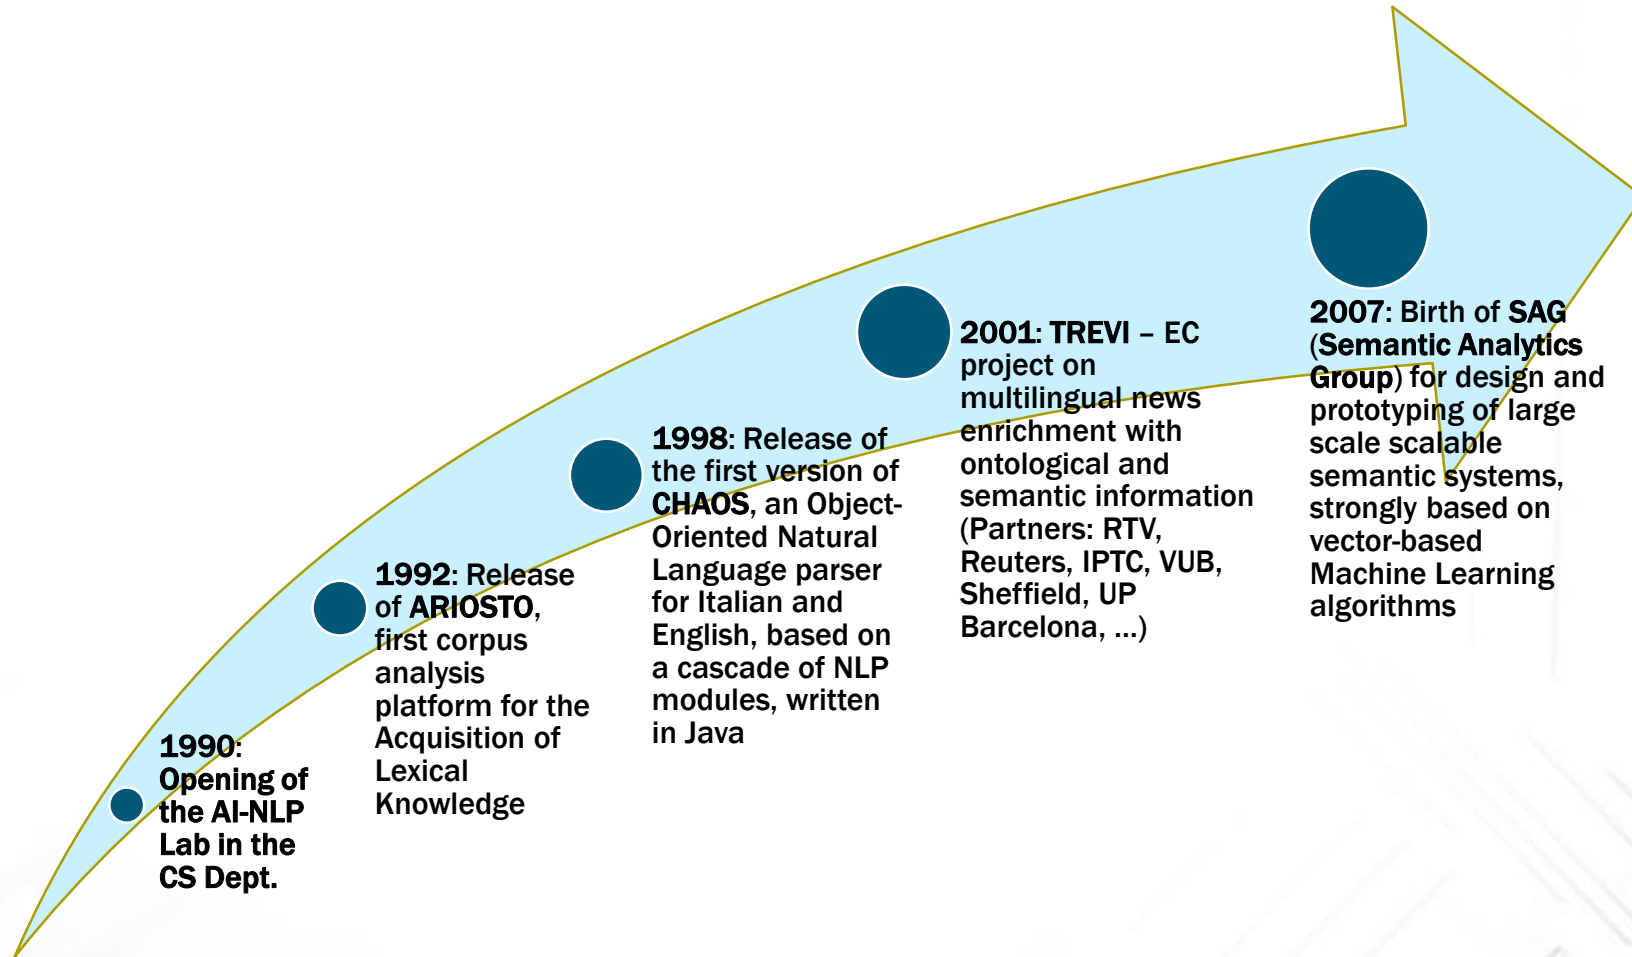 1990:
Opening of
the AI-NLP
Lab in the
CS Dept.
1992: Release
of ARIOSTO,
first corpus
analysis
platform for the
Acquisition of
Lexical
Knowledge
1998: Release of
the first version of
CHAOS, an Object-
Oriented Natural
Language parser
for Italian and
English, based on
a cascade of NLP
modules, written
in Java
2001: TREVI – EC
project on
multilingual news
enrichment with
ontological and
semantic information
(Partners: RTV,
Reuters, IPTC, VUB,
Sheffield, UP
Barcelona, ...)
2007: Birth of SAG
(Semantic Analytics
Group) for design and
prototyping of large
scale scalable
semantic systems,
strongly based on
vector-based
Machine Learning
algorithms